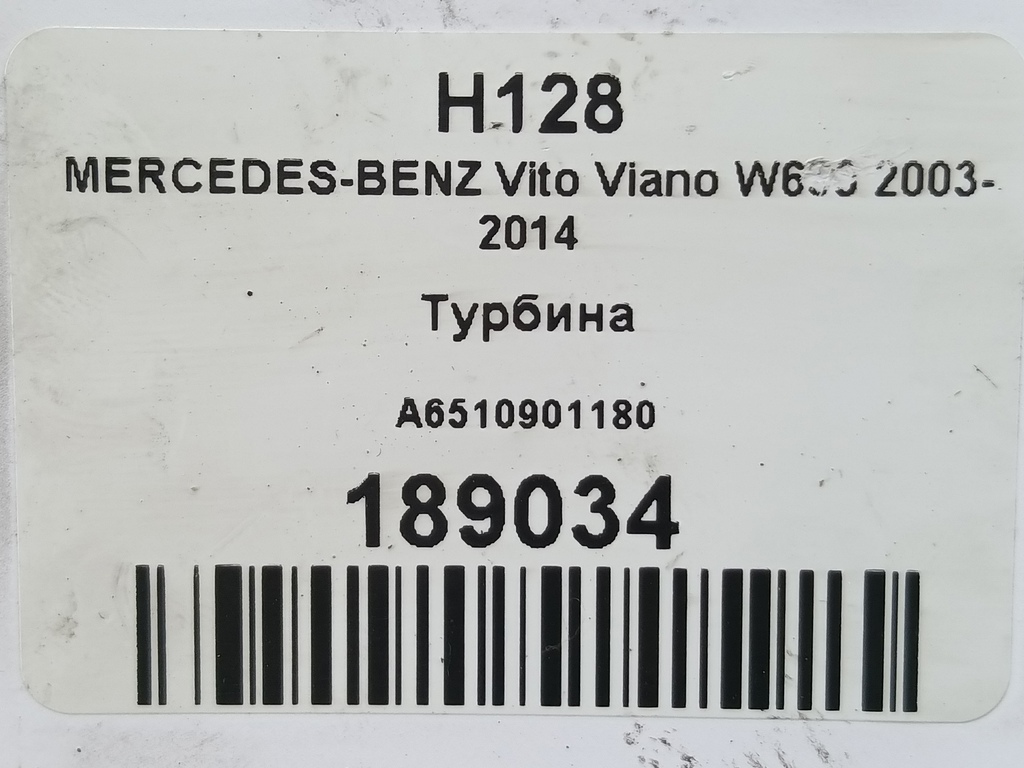 H128
MERCEDES-BENZ Vito Viano 2003-
2014
Турбина
A6510901180
189034